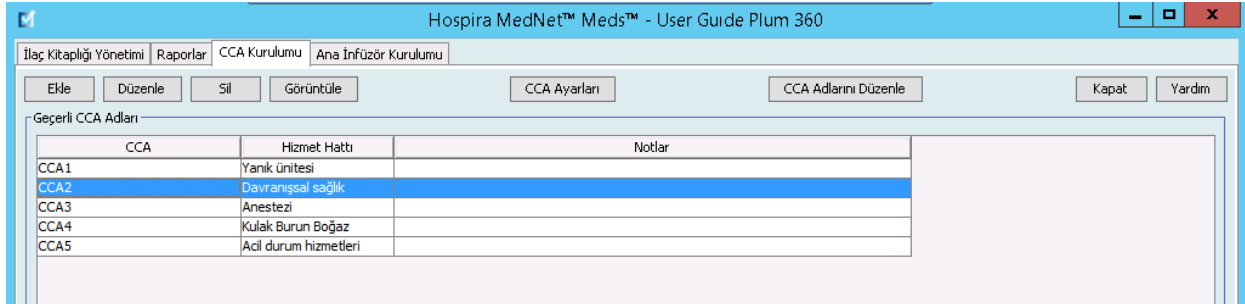 Hospira MedNet™ Meds™ - User Guide Plum 360
İlaç Kitaplığı Yönetimi Raporlar CCA Kurulumu Ana İnfüzör Kurulumu
Ekle Düzenle Sil Görüntüle CCA Ayarları CCA Adlarını Düzenle Kapat Yardım
Geçerli CCA Adları
CCA Hizmet Hattı Notlar
CCA1 Yanık ünitesi
CCA2 Davranışsal sağlık
CCA3 Anestezi
CCA4 Kulak Burun Boğaz
CCA5 Acil durum hizmetleri